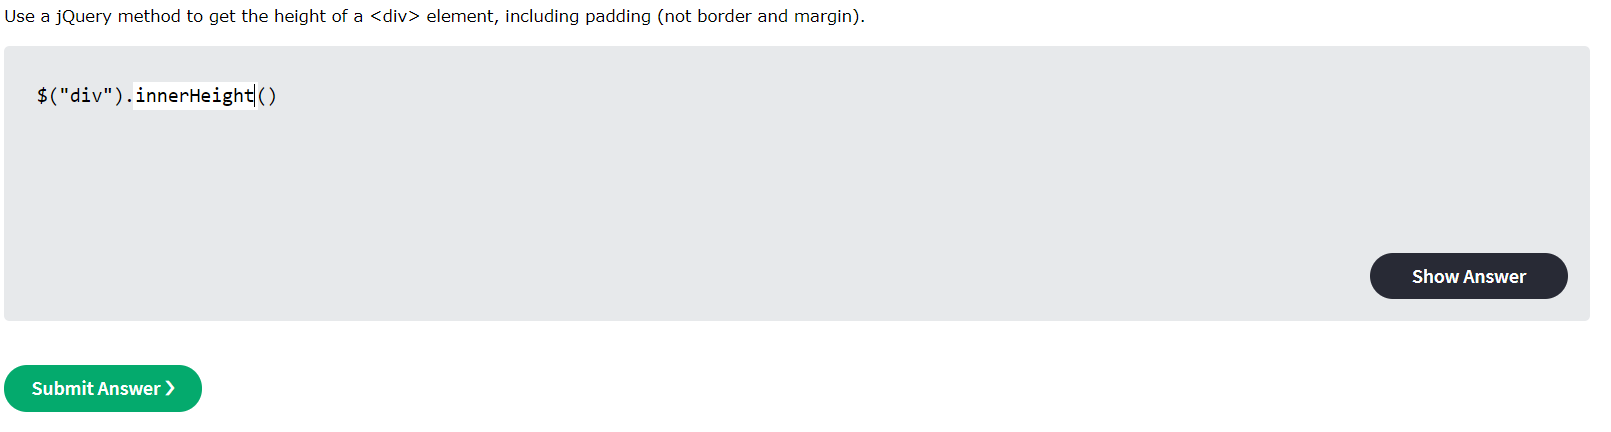 Use a jQuery method to get the height of a <div> element, including padding (not border and margin).
$("div").innerHeight()
Show Answer
Submit Answer ❯